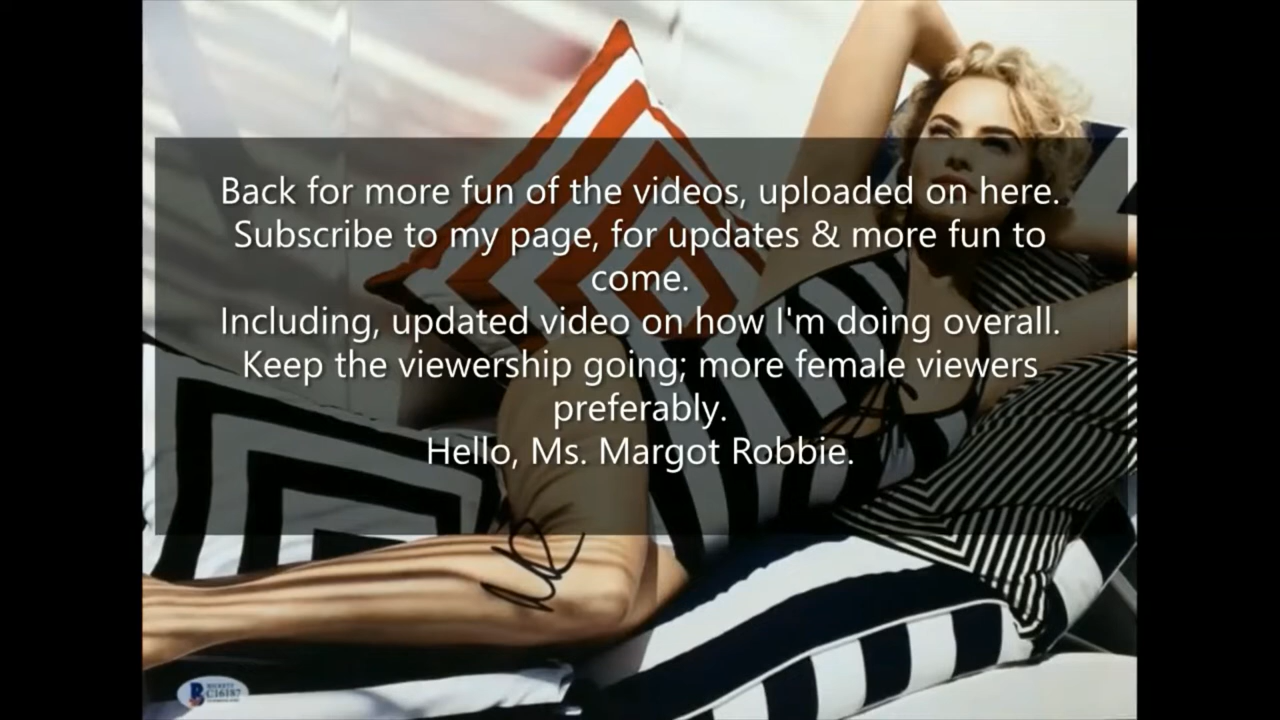 Back for more fun of the videos, uploaded on here.
Subscribe to my page, for updates & more fun to
come.
Including, updated video on how I'm doing overall.
Keep the viewership going; more female viewers
preferably.
Hello, Ms. Margot Robbie.